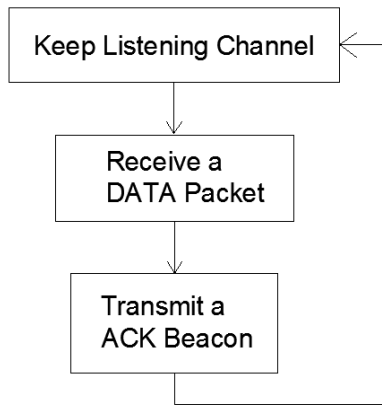 Keep Listening Channel
Receive a
DATA Packet
Transmit a
ACK Beacon